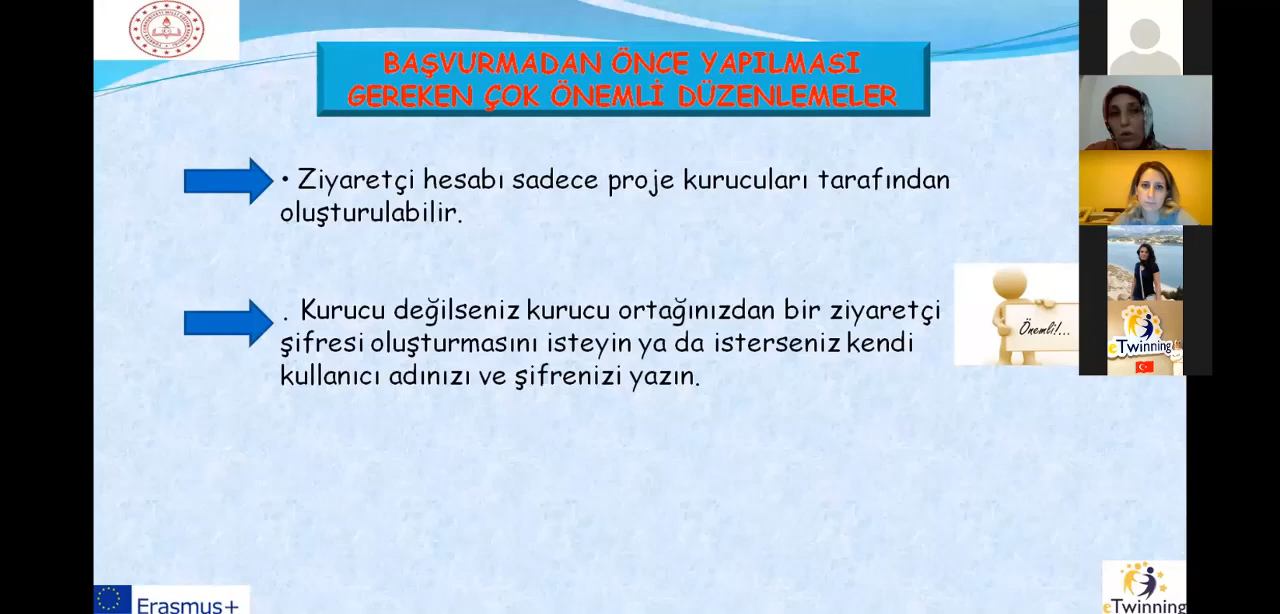 BAŞVURMADAN ÖNCE YAPILMASI
GEREKEN ÇOK ÖNEMLİ DÜZENLEMELER
• Ziyaretçi hesabı sadece proje kurucuları tarafından
oluşturulabilir.
. Kurucu değilseniz kurucu ortağınızdan bir ziyaretçi
şifresi oluşturmasını isteyin ya da isterseniz kendi
kullanıcı adınızı ve şifrenizi yazın.
Önemli!...
eTwinning
Erasmus+
eTwinning